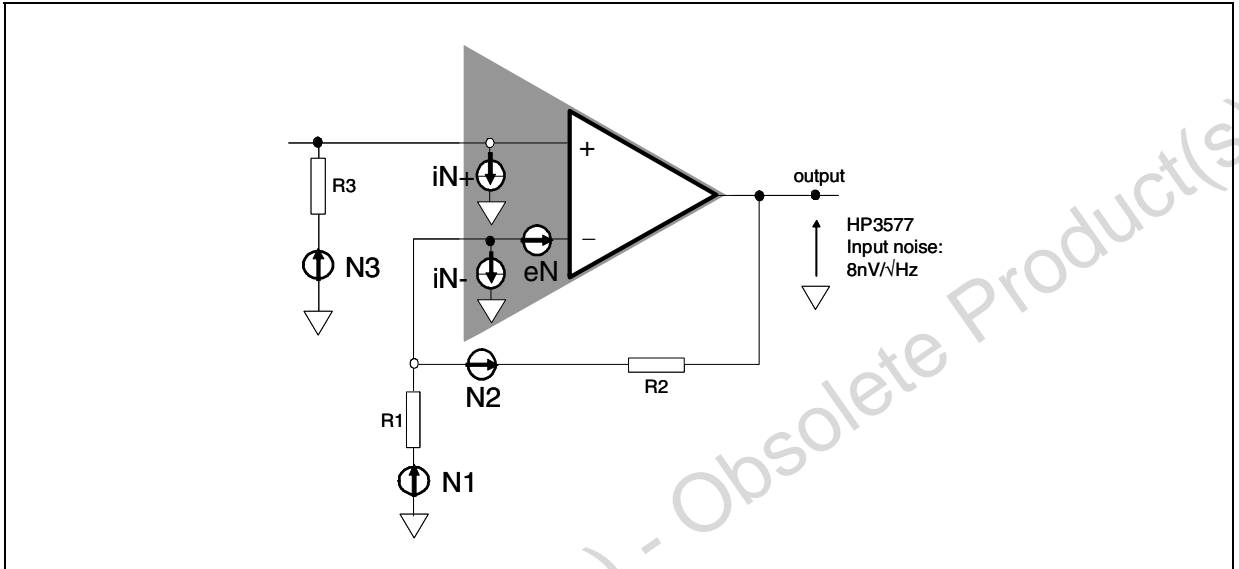 +
output
iN+
R3
HP3577
Input noise:
8nV/√Hz
−
N3
iN-
eN
N2
R2
R1
N1
) - Obsolete Product(s